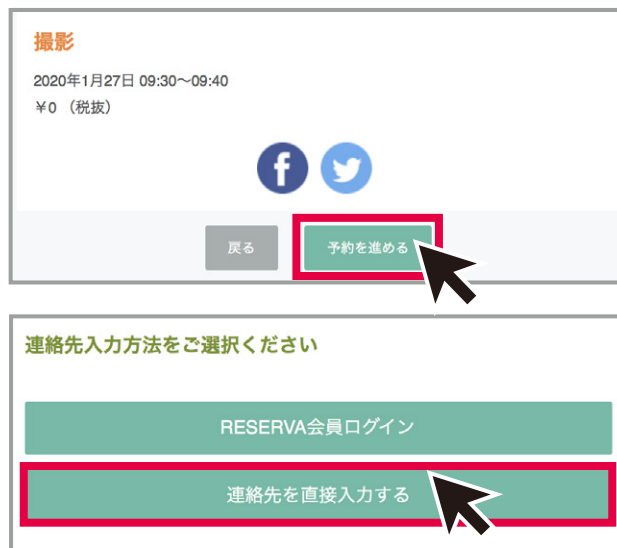 撮影
2020年1月27日 09:30〜09:40
￥0 （税抜）
f
戻る
予約を進める
連絡先入力方法をご選択ください
RESERVA会員ログイン
連絡先を直接入力する